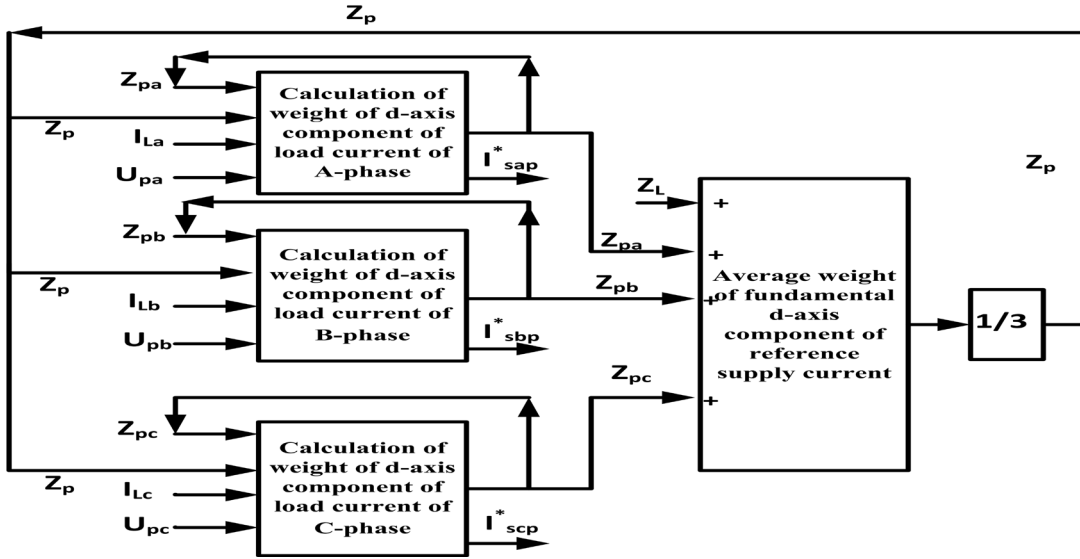 Zp
Zpa
Zp
ILa
Upa
Calculation of
weight of d-axis
component of
load current of
A-phase
I*sap
Zpb
Zp
ILb
Upb
Calculation of
weight of d-axis
component of
load current of
B-phase
I*sbp
Zpc
Zp
ILc
Upc
Calculation of
weight of d-axis
component of
load current of
C-phase
I*scp
ZL
Zpa
Zpb
Zpc
+
+
+
+
Average weight
of fundamental
d-axis
component of
reference
supply current
1/3
Zp